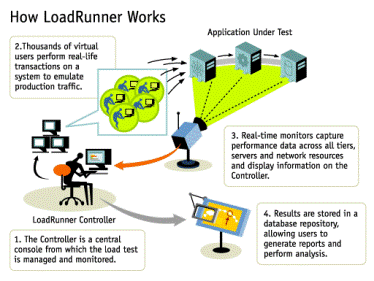 How LoadRunner Works
2.Thousands of virtual
users perform real-life
transactions on a
system to emulate
production traffic.
Application Under Test
3. Real-time monitors capture
performance data across all tiers,
servers and network resources
and display information on the
Controller.
LoadRunner Controller
1. The Controller is a central
console from which the load test
is managed and monitored.
4. Results are stored in a
database repository,
allowing users to
generate reports and
perform analysis.